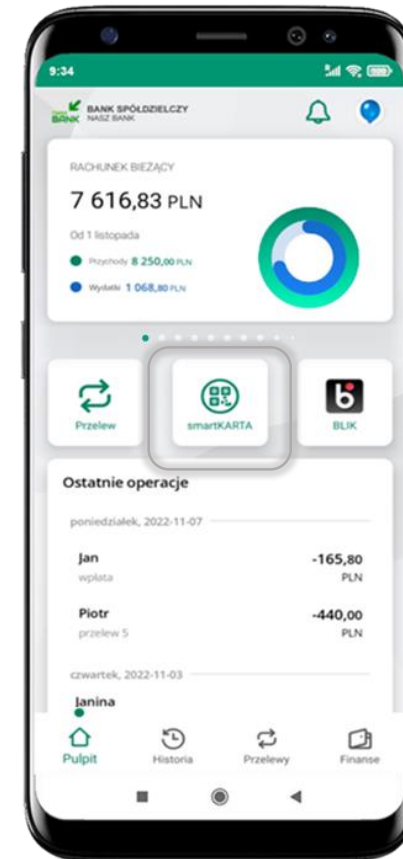 9:34
BANK SPÓŁDZIELCZY
NASZ BANK
BANK
RACHUNEK BIEŻĄCY
7 616,83 PLN
Od 1 listopada
Przychody 8 250,00 PLN
Wydatki 1 068,80 PLN
Przelew
smartKARTA
BLIK
Ostatnie operacje
poniedziałek, 2022-11-07
Jan -165,80
wpłata PLN
Piotr -440,00
przelew 5 PLN
czwartek, 2022-11-03
Janina
Pulpit Historia Przelewy Finanse